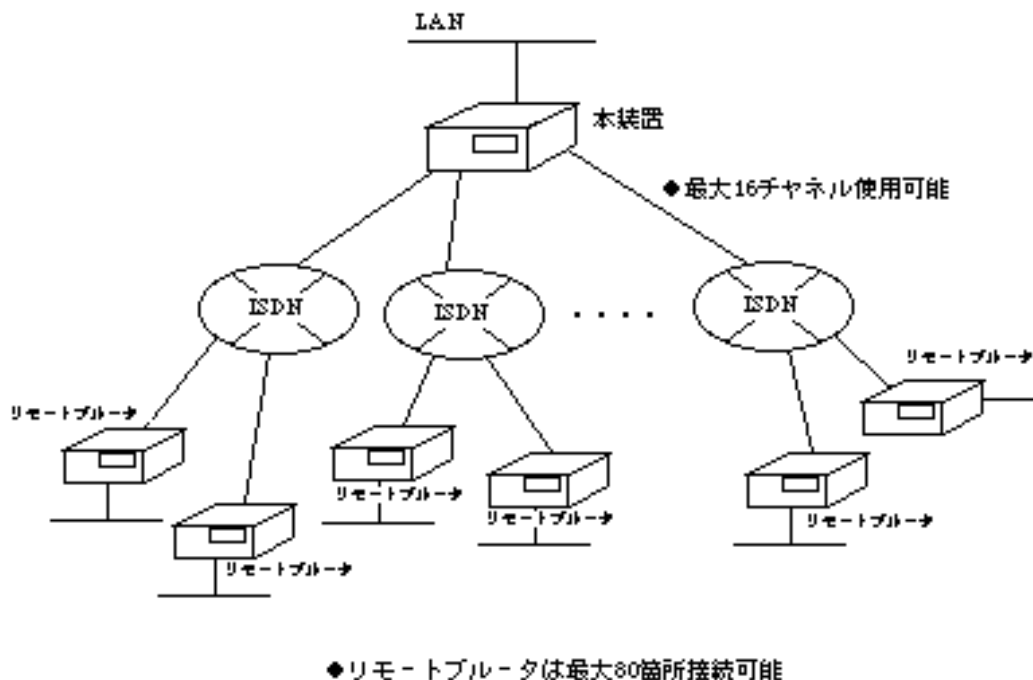 LAN
本装置
◆最大16チャネル使用可能
ISDN
ISDN
・・・・
ISDN
リモートブルータ
リモートブルータ
リモートブルータ
リモートブルータ
リモートブルータ
リモートブルータ
◆リモートブルータは最大80箇所接続可能